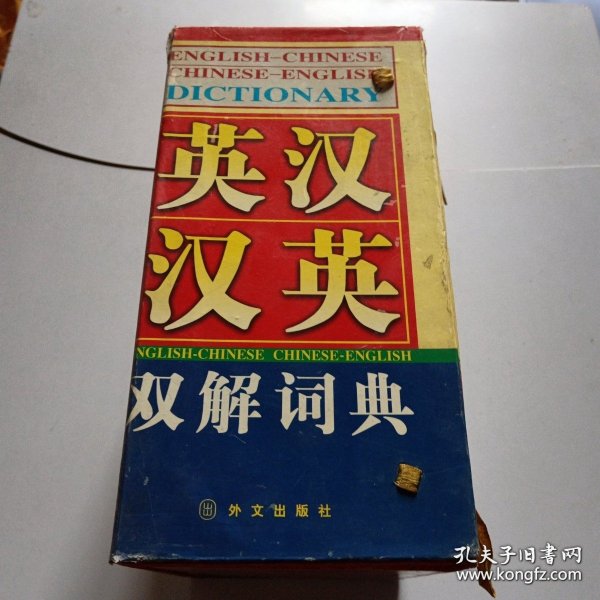 ENGLISH-CHINESE
CHINESE-ENGLISH
DICTIONARY
英汉
汉英
NGLISH-CHINESE CHINESE-ENGLISH
双解词典
外文出版社
孔夫子旧书网
www.kongfz.com